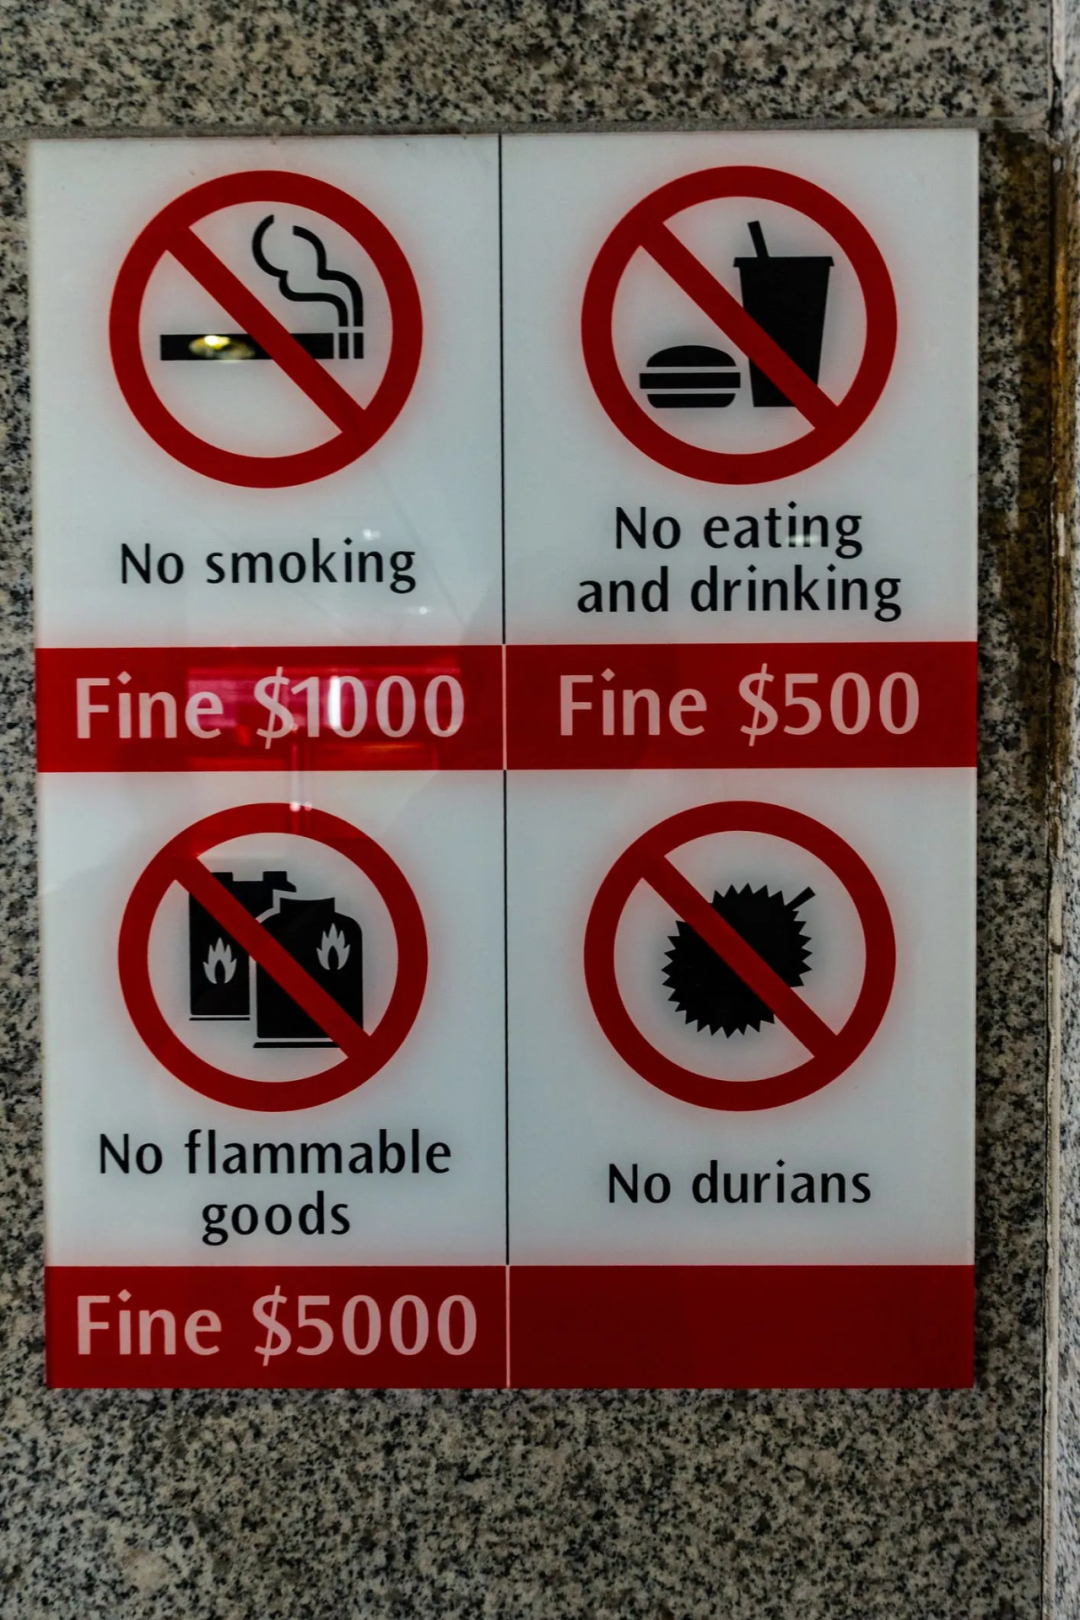 No smoking
Fine $1000
No eating
and drinking
Fine $500
No flammable
goods
Fine $5000
No durians